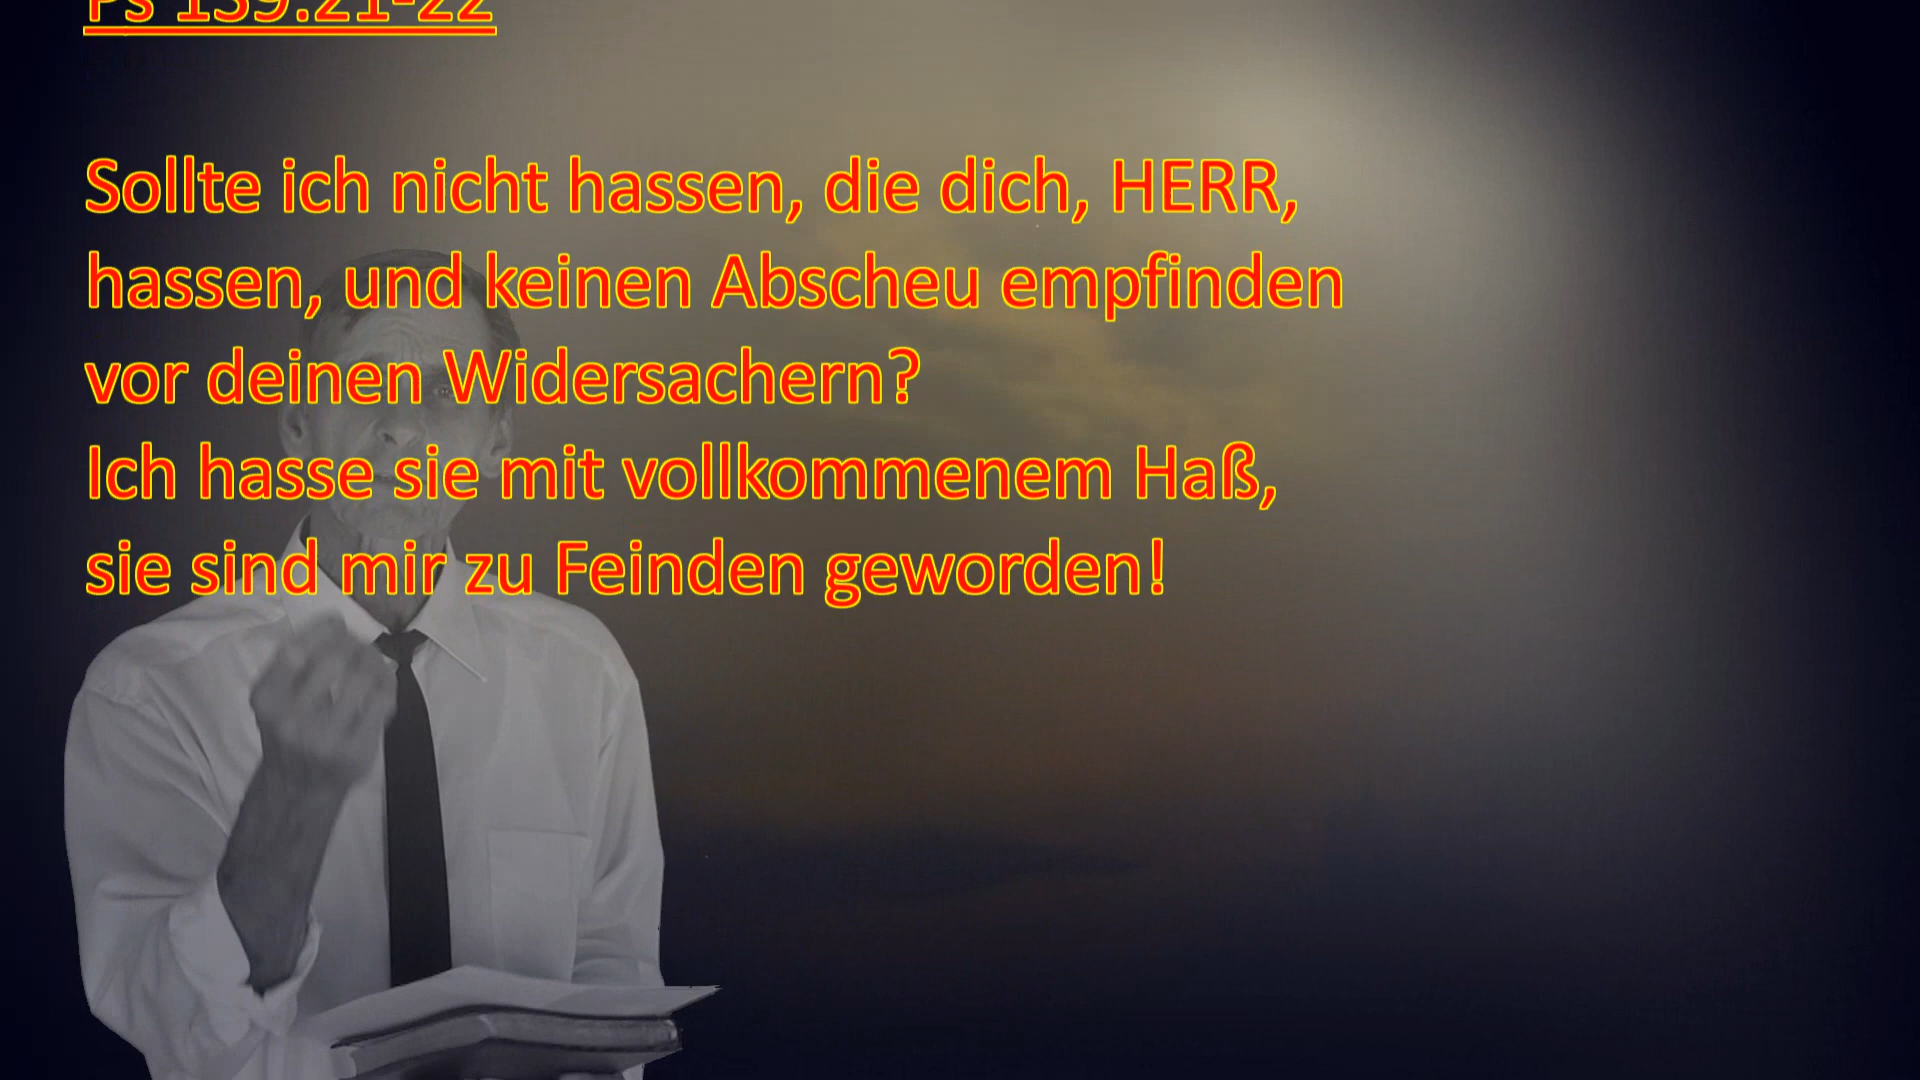 Ps 139:21-22
Sollte ich nicht hassen, die dich, HERR,
hassen, und keinen Abscheu empfinden
vor deinen Widersachern?
Ich hasse sie mit vollkommenem Haß,
sie sind mir zu Feinden geworden!